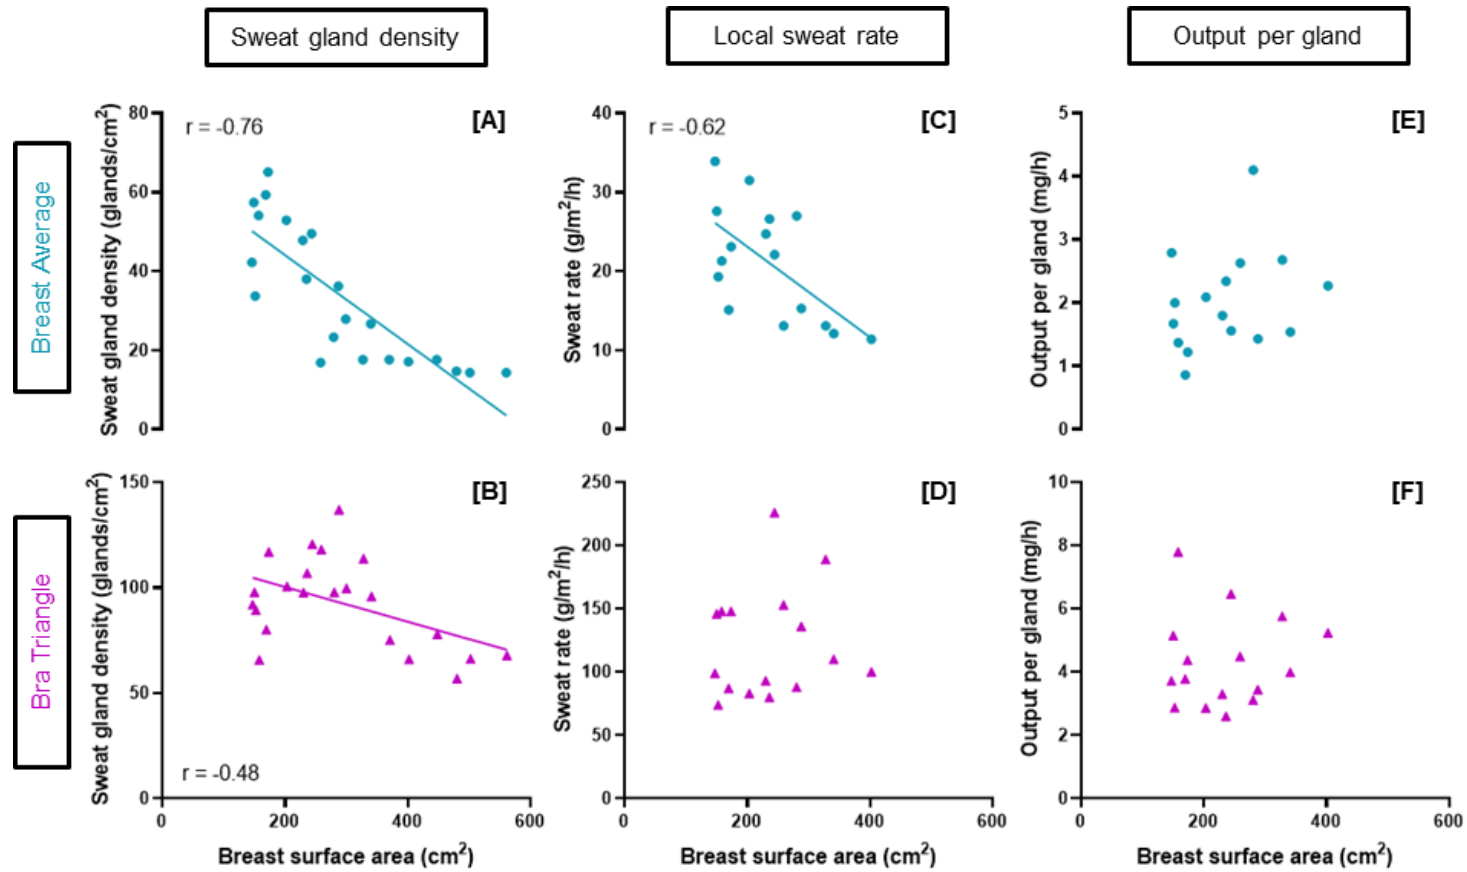 Sweat gland density
Local sweat rate
Output per gland
Breast Average
Sweat gland density (glands/cm²)
80
60
40
20
0
r = -0.76
[A]
Sweat rate (g/m²/h)
40
30
20
10
0
r = -0.62
[C]
Output per gland (mg/h)
5
4
3
2
1
0
[E]
Bra Triangle
Sweat gland density (glands/cm²)
150
100
50
0
[B]
r = -0.48
0 200 400 600
Breast surface area (cm²)
Sweat rate (g/m²/h)
250
200
150
100
50
0
[D]
0 200 400 600
Breast surface area (cm²)
Output per gland (mg/h)
10
8
6
4
2
0
[F]
0 200 400 600
Breast surface area (cm²)